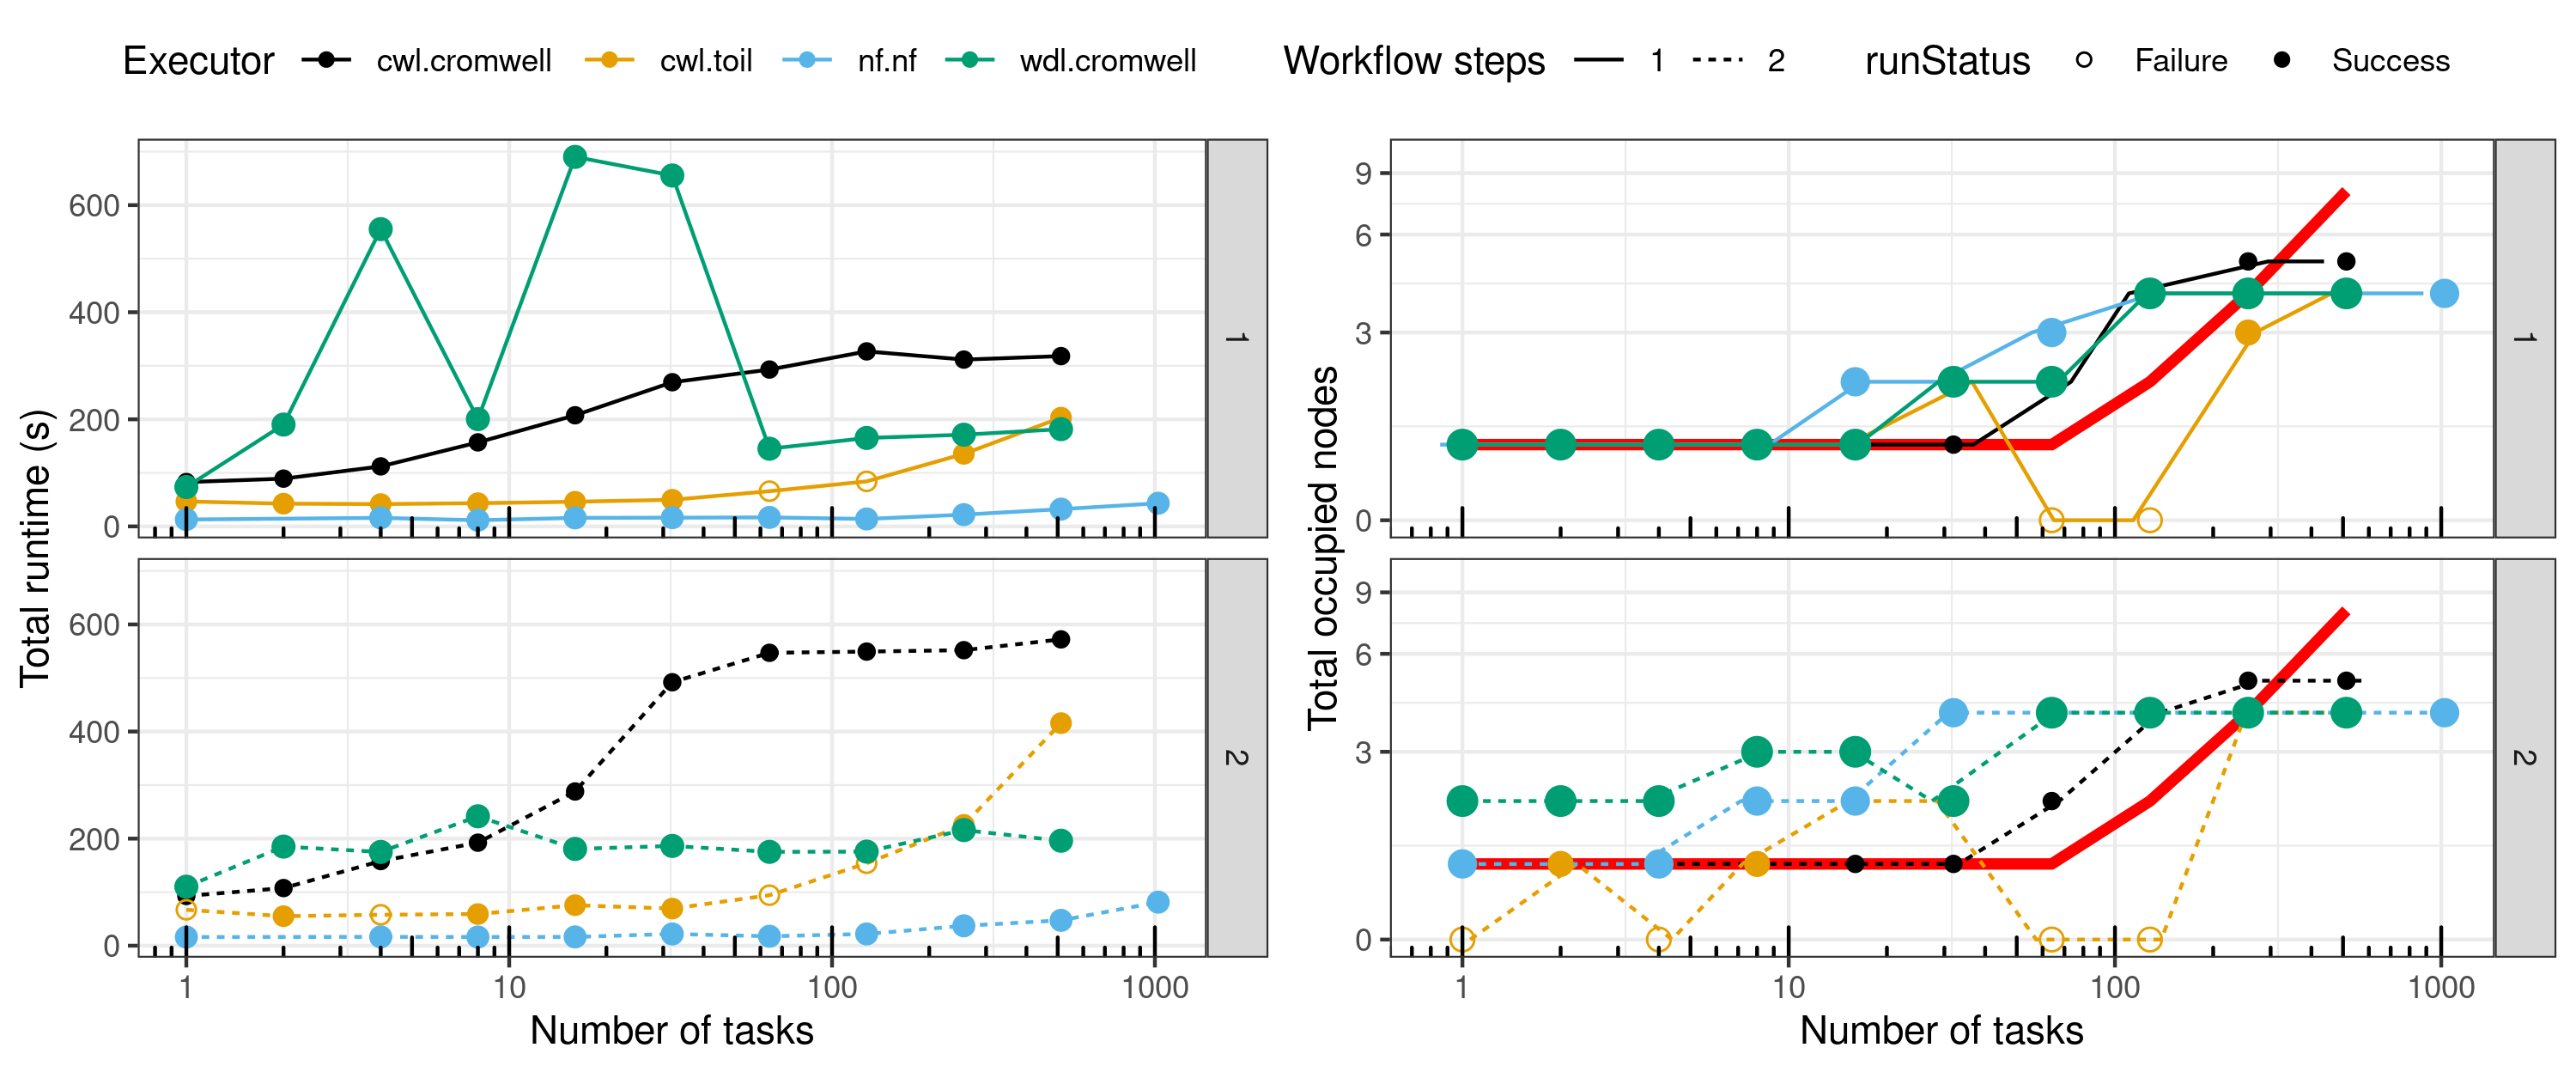 Executor cwl.cromwell cwl.toil nf.nf wdl.cromwell Workflow steps 1 2 runStatus Failure Success
Total runtime (s)
600
400
200
0
1
600
400
200
0
2
1 10 100 1000
Number of tasks
Total occupied nodes
9
6
3
0
1
9
6
3
0
2
1 10 100 1000
Number of tasks